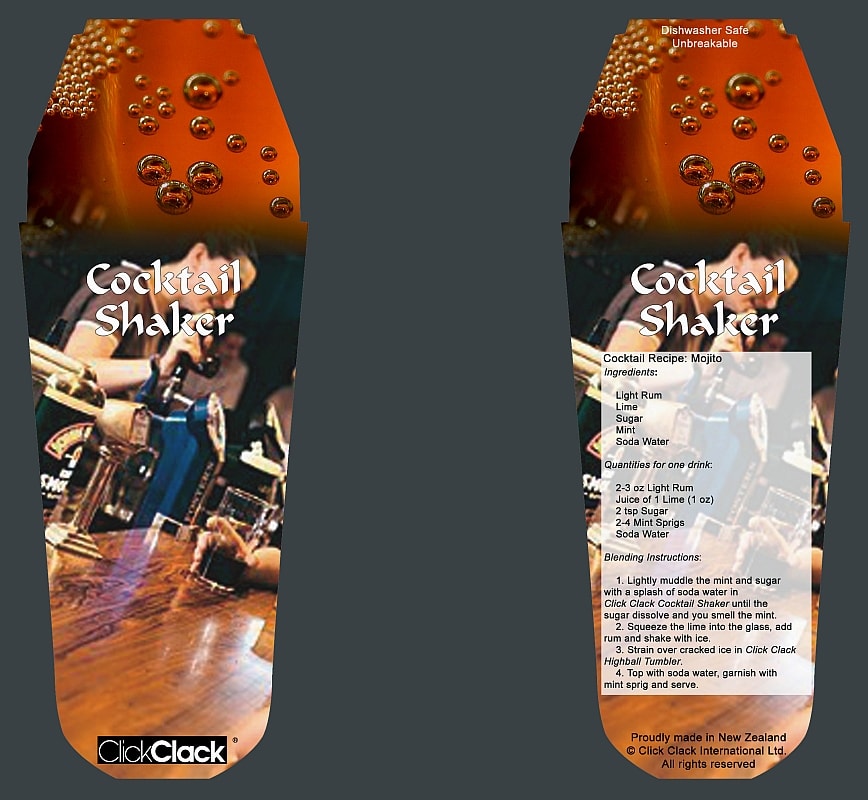 Cocktail
Shaker
ClickClack®
Dishwasher Safe
Unbreakable
Cocktail
Shaker
Cocktail Recipe: Mojito
Ingredients:
Light Rum
Lime
Sugar
Mint
Soda Water
Quantities for one drink:
2-3 oz Light Rum
Juice of 1 Lime (1 oz)
2 tsp Sugar
2-4 Mint Sprigs
Soda Water
Blending Instructions:
1. Lightly muddle the mint and sugar
with a splash of soda water in
Click Clack Cocktail Shaker until the
sugar dissolve and you smell the mint.
2. Squeeze the lime into the glass, add
rum and shake with ice.
3. Strain over cracked ice in Click Clack
Highball Tumbler.
4. Top with soda water, garnish with
mint sprig and serve.
Proudly made in New Zealand
© Click Clack International Ltd.
All rights reserved